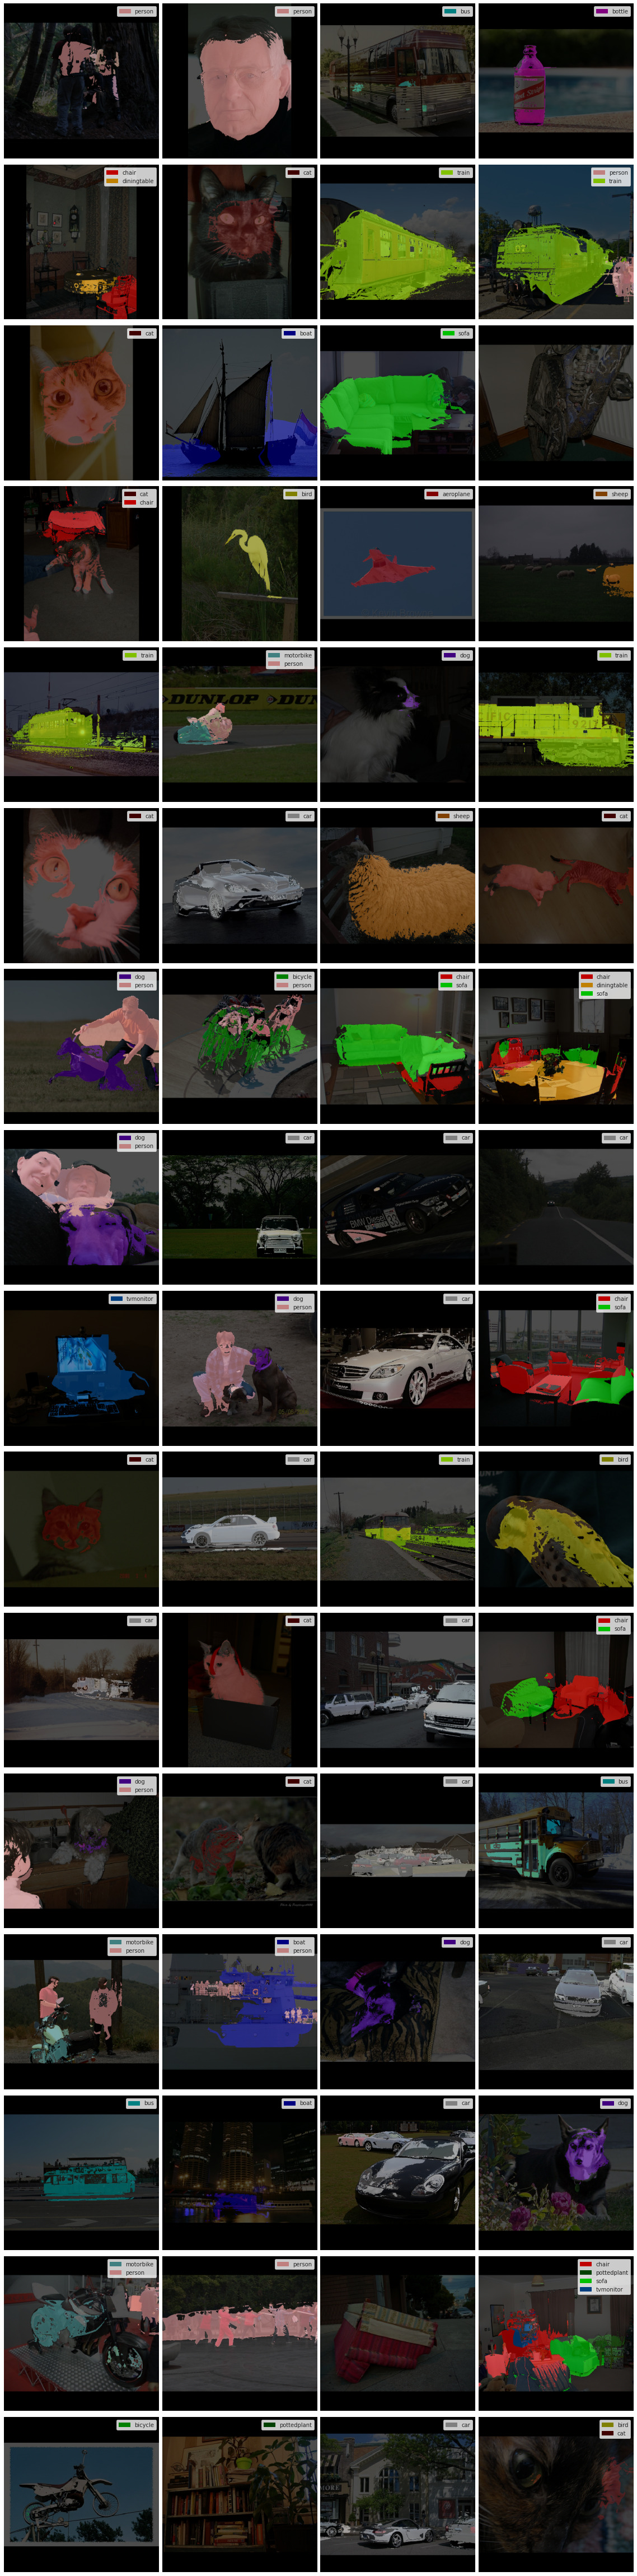 person
person
bus
bottle
chair
diningtable
cat
train
person
train
cat
boat
sofa
cat
chair
bird
aeroplane
sheep
train
motorbike
person
DUNLOP DUN
dog
train
cat
car
sheep
cat
dog
person
bicycle
person
chair
sofa
chair
diningtable
sofa
dog
person
car
car
car
tvmonitor
dog
person
car
chair
sofa
cat
car
train
bird
car
cat
car
chair
sofa
dog
person
cat
car
bus
motorbike
person
boat
person
dog
car
bus
boat
car
dog
motorbike
person
person
chair
pottedplant
sofa
tvmonitor
bicycle
pottedplant
car
bird
cat